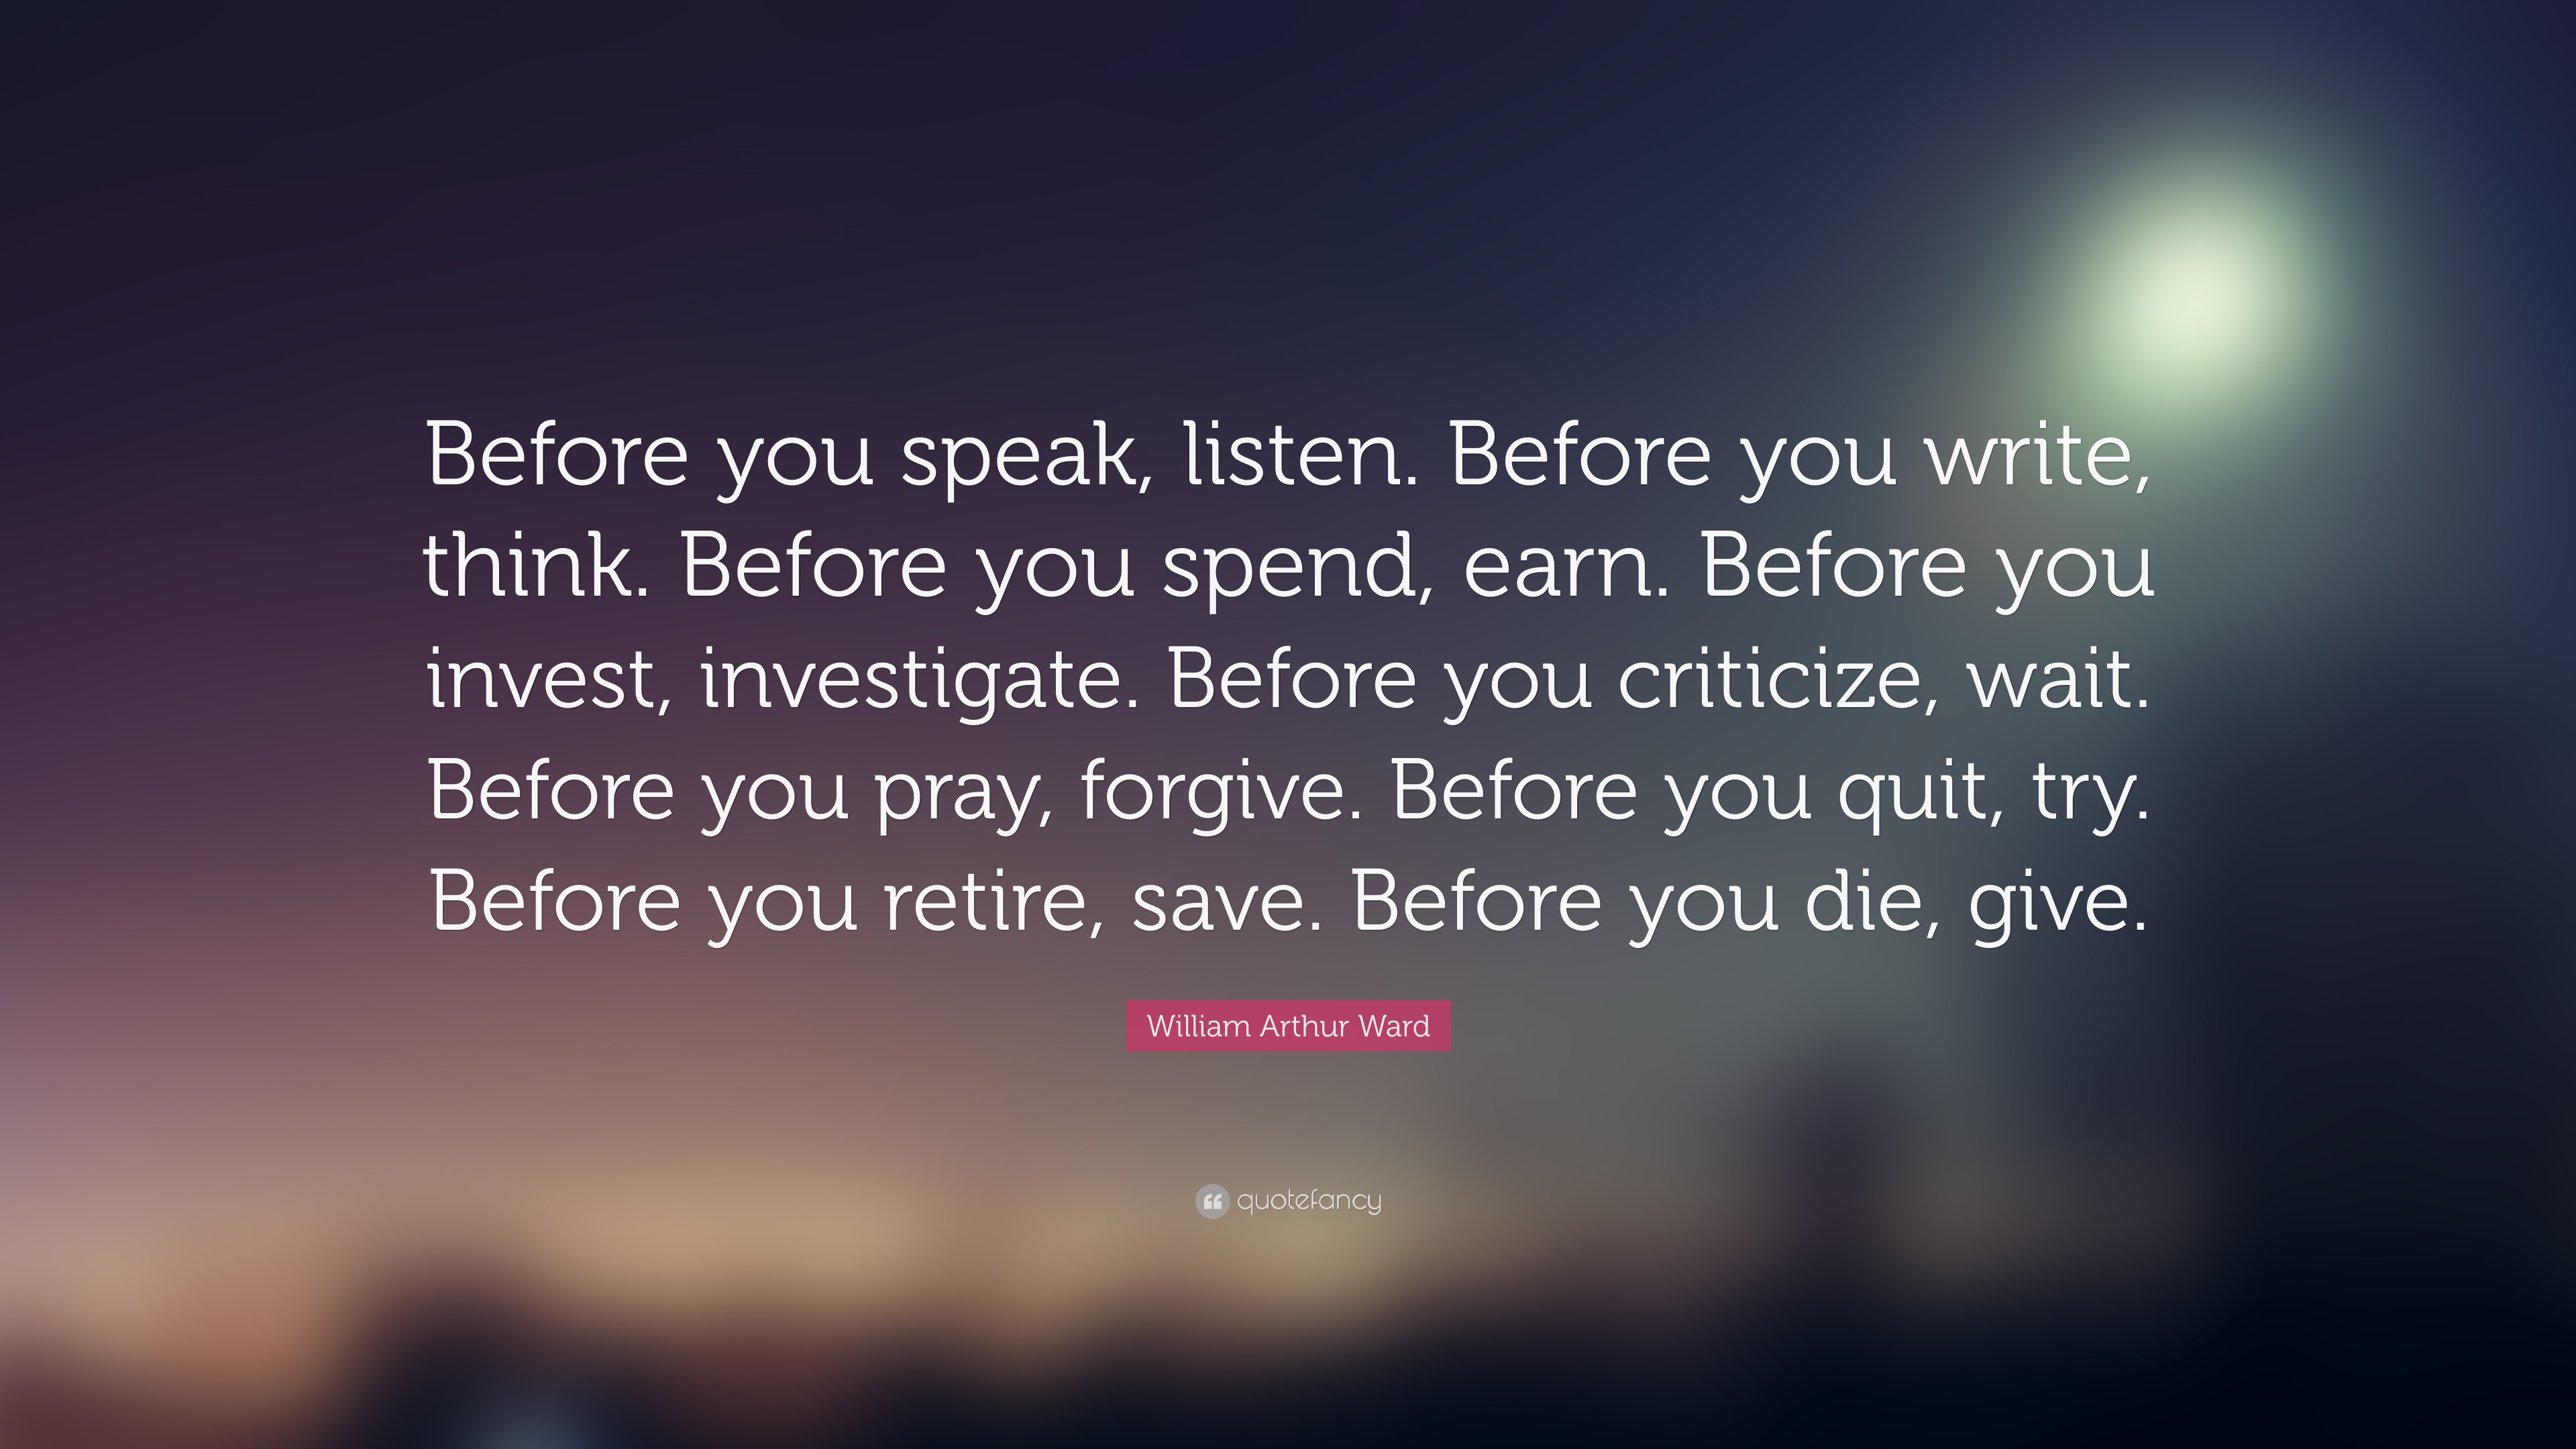 Before you speak, listen. Before you write,
think. Before you spend, earn. Before you
invest, investigate. Before you criticize, wait.
Before you pray, forgive. Before you quit, try.
Before you retire, save. Before you die, give.
William Arthur Ward
quotefancy